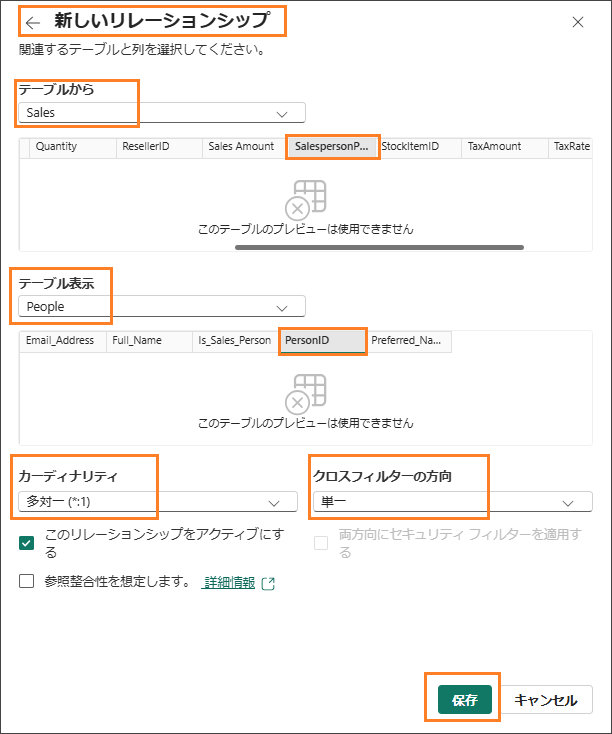 新しいリレーションシップ
関連するテーブルと列を選択してください。
テーブルから
Sales
Quantity ResellerID Sales Amount SalespersonP... StockItemID TaxAmount TaxRate
このテーブルのプレビューは使用できません
テーブル表示
People
Email_Address Full_Name Is_Sales_Person PersonID Preferred_Na...
このテーブルのプレビューは使用できません
カーディナリティ クロスフィルターの方向
多対一 (*:1) 単一
このリレーションシップをアクティブにす
る
両方向にセキュリティ フィルターを適用す
る
参照整合性を想定します。 詳細情報
保存 キャンセル